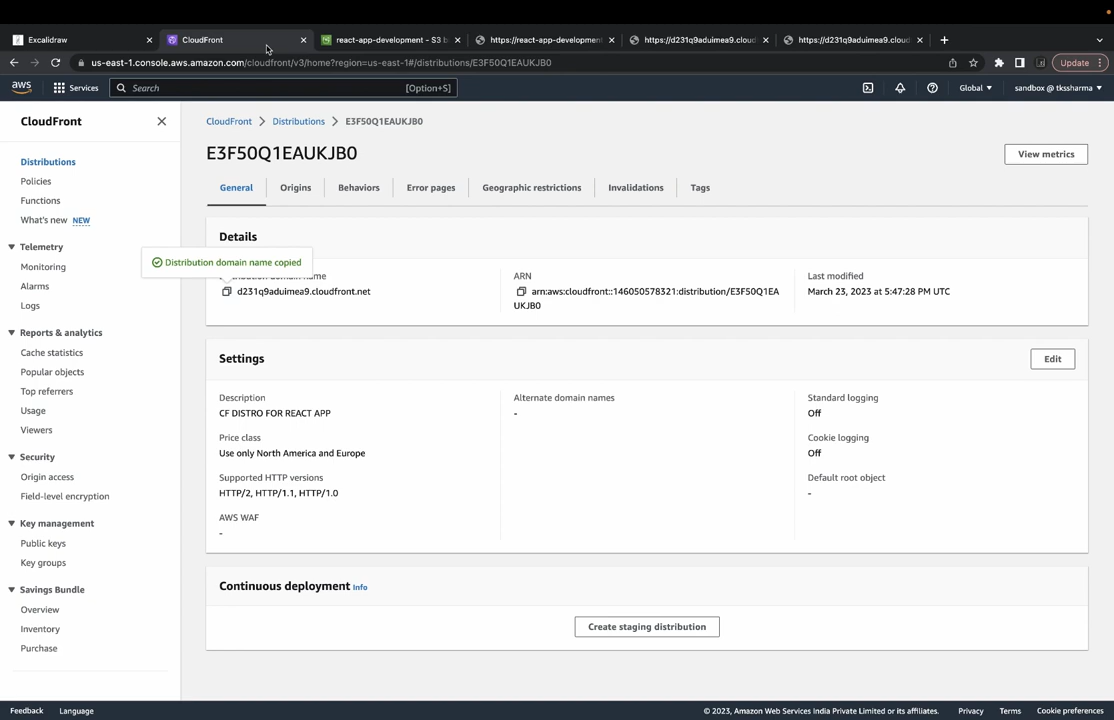 Excalidraw
CloudFront
react-app-development - S3 b
https://react-app-development
https://d231q9aduimea9.cloud
https://d231q9aduimea9.cloud
us-east-1.console.aws.amazon.com/cloudfront/v3/home?region=us-east-1#/distributions/E3F50Q1EAUKJB0
Update
aws
Services
Search
[Option+S]
Global
sandbox @ tkssharma
CloudFront
Distributions
Policies
Functions
What's new NEW
Telemetry
Monitoring
Alarms
Logs
Reports & analytics
Cache statistics
Popular objects
Top referrers
Usage
Viewers
Security
Origin access
Field-level encryption
Key management
Public keys
Key groups
Savings Bundle
Overview
Inventory
Purchase
CloudFront > Distributions > E3F50Q1EAUKJB0
E3F50Q1EAUKJB0
View metrics
General
Origins
Behaviors
Error pages
Geographic restrictions
Invalidations
Tags
Details
Distribution domain name copied
name
d231q9aduimea9.cloudfront.net
ARN
arn:aws:cloudfront::146050578321:distribution/E3F50Q1EA
UKJB0
Last modified
March 23, 2023 at 5:47:28 PM UTC
Settings
Edit
Description
CF DISTRO FOR REACT APP
Price class
Use only North America and Europe
Supported HTTP versions
HTTP/2, HTTP/1.1, HTTP/1.0
AWS WAF
-
Alternate domain names
-
Standard logging
Off
Cookie logging
Off
Default root object
-
Continuous deployment Info
Create staging distribution
Feedback
Language
© 2023, Amazon Web Services India Private Limited or its affiliates.
Privacy
Terms
Cookie preferences